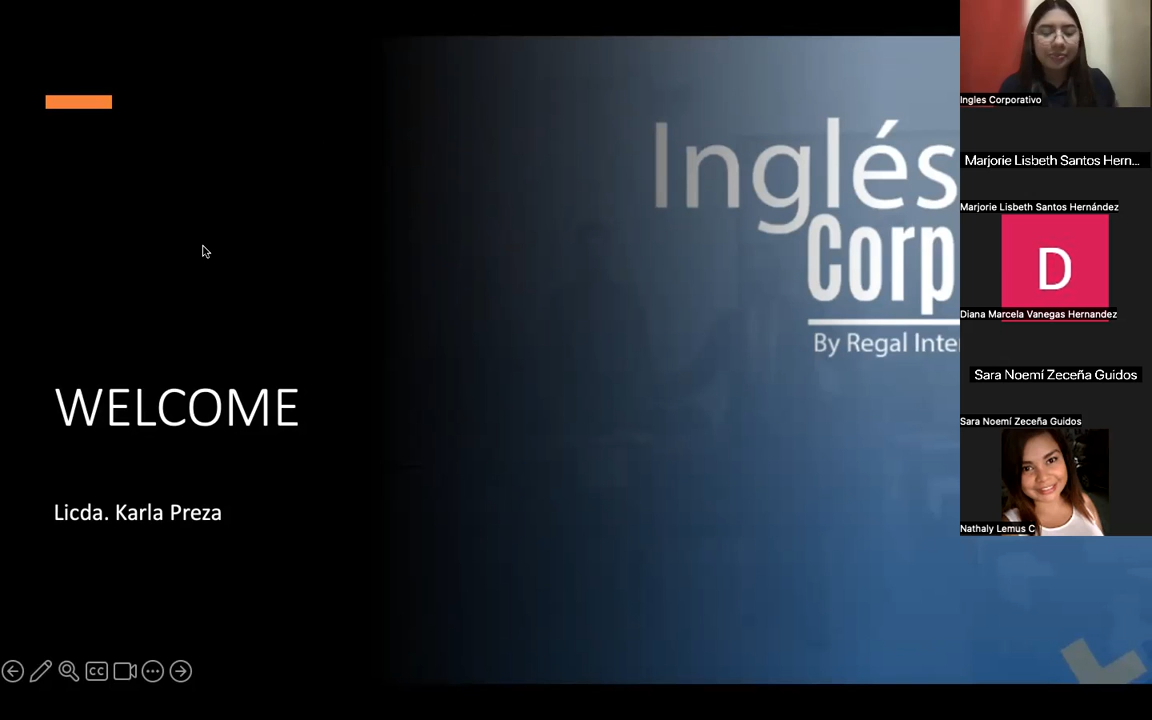 Inglés
Corp
By Regal Inte
WELCOME
Licda. Karla Preza
CC
Ingles Corporativo
Marjorie Lisbeth Santos Hern...
Marjorie Lisbeth Santos Hernández
D
Diana Marcela Vanegas Hernandez
Sara Noemí Zeceña Guidos
Sara Noemí Zeceña Guidos
Nathaly Lemus C